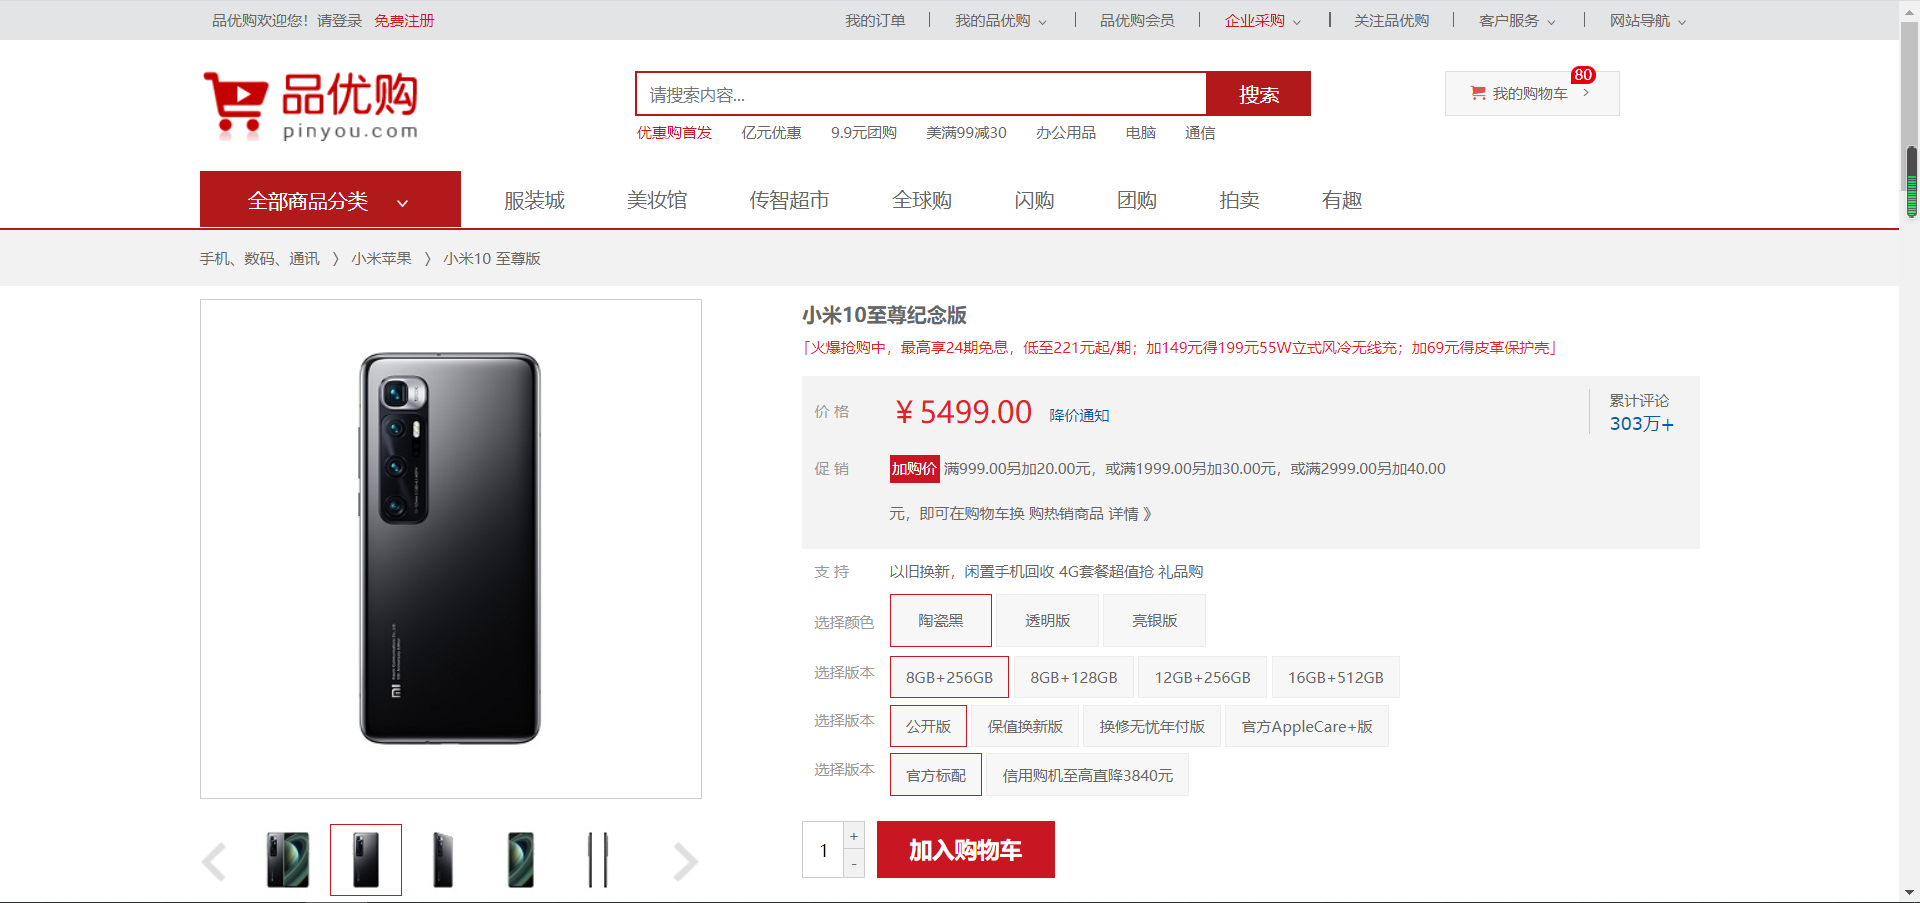 品优购欢迎您！请登录 免费注册 我的订单 我的品优购 品优购会员 企业采购 关注品优购 客户服务 网站导航
品优购
pinyou.com
请搜索内容... 搜索
80
我的购物车 >
优惠购首发 亿元优惠 9.9元团购 美满99减30 办公用品 电脑 通信
全部商品分类 服装城 美妆馆 传智超市 全球购 闪购 团购 拍卖 有趣
手机、数码、通讯 〉 小米苹果 〉 小米10 至尊版
小米10至尊纪念版
「火爆抢购中，最高享24期免息，低至221元起/期；加149元得199元55W立式风冷无线充；加69元得皮革保护壳」
价 格 ¥ 5499.00 降价通知
累计评论
303万+
促 销 加购价 满999.00另加20.00元，或满1999.00另加30.00元，或满2999.00另加40.00
元，即可在购物车换 购热销商品 详情 》
支 持 以旧换新，闲置手机回收 4G套餐超值抢 礼品购
选择颜色 陶瓷黑 透明版 亮银版
选择版本 8GB+256GB 8GB+128GB 12GB+256GB 16GB+512GB
选择版本 公开版 保值换新版 换修无忧年付版 官方AppleCare+版
选择版本 官方标配 信用购机至高直降3840元
1 + - 加入购物车